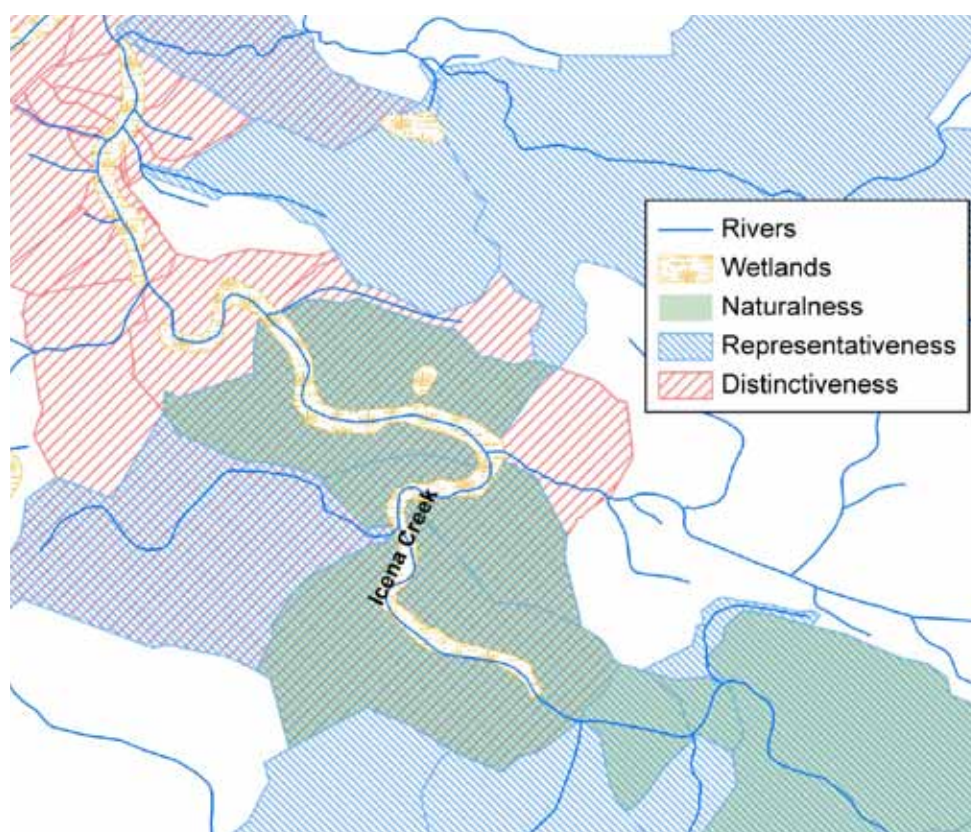 Rivers
Wetlands
Naturalness
Representativeness
Distinctiveness
Icena Creek